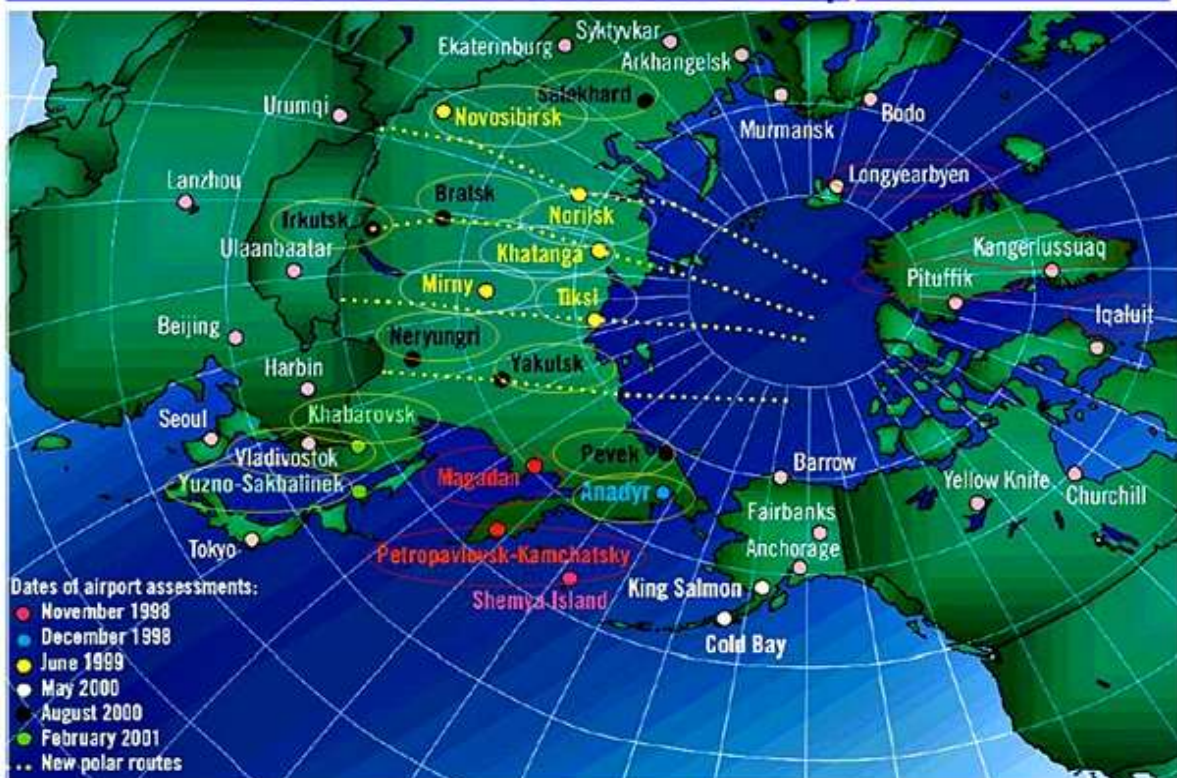 Syktyvkar
Ekaterinburg
Arkhangelsk
Salekhard
Urumqi
Novosibirsk
Murmansk
Bodo
Longyearbyen
Lanzhou
Bratsk
Irkutsk
Norilsk
Ulaanbaatar
Khatanga
Kangerlussuaq
Pituffik
Mirny
Tiksi
Iqaluit
Beijing
Neryungri
Yakutsk
Harbin
Khabarovsk
Seoul
Vladivostok
Pevek
Barrow
Magadan
Yuzno-Sakhalinek
Anadyr
Yellow Knife
Churchill
Fairbanks
Tokyo
Anchorage
Petropavlovsk-Kamchatsky
Dates of airport assessments:
King Salmon
Shemya Island
November 1998
December 1998
Cold Bay
June 1999
May 2000
August 2000
February 2001
New polar routes